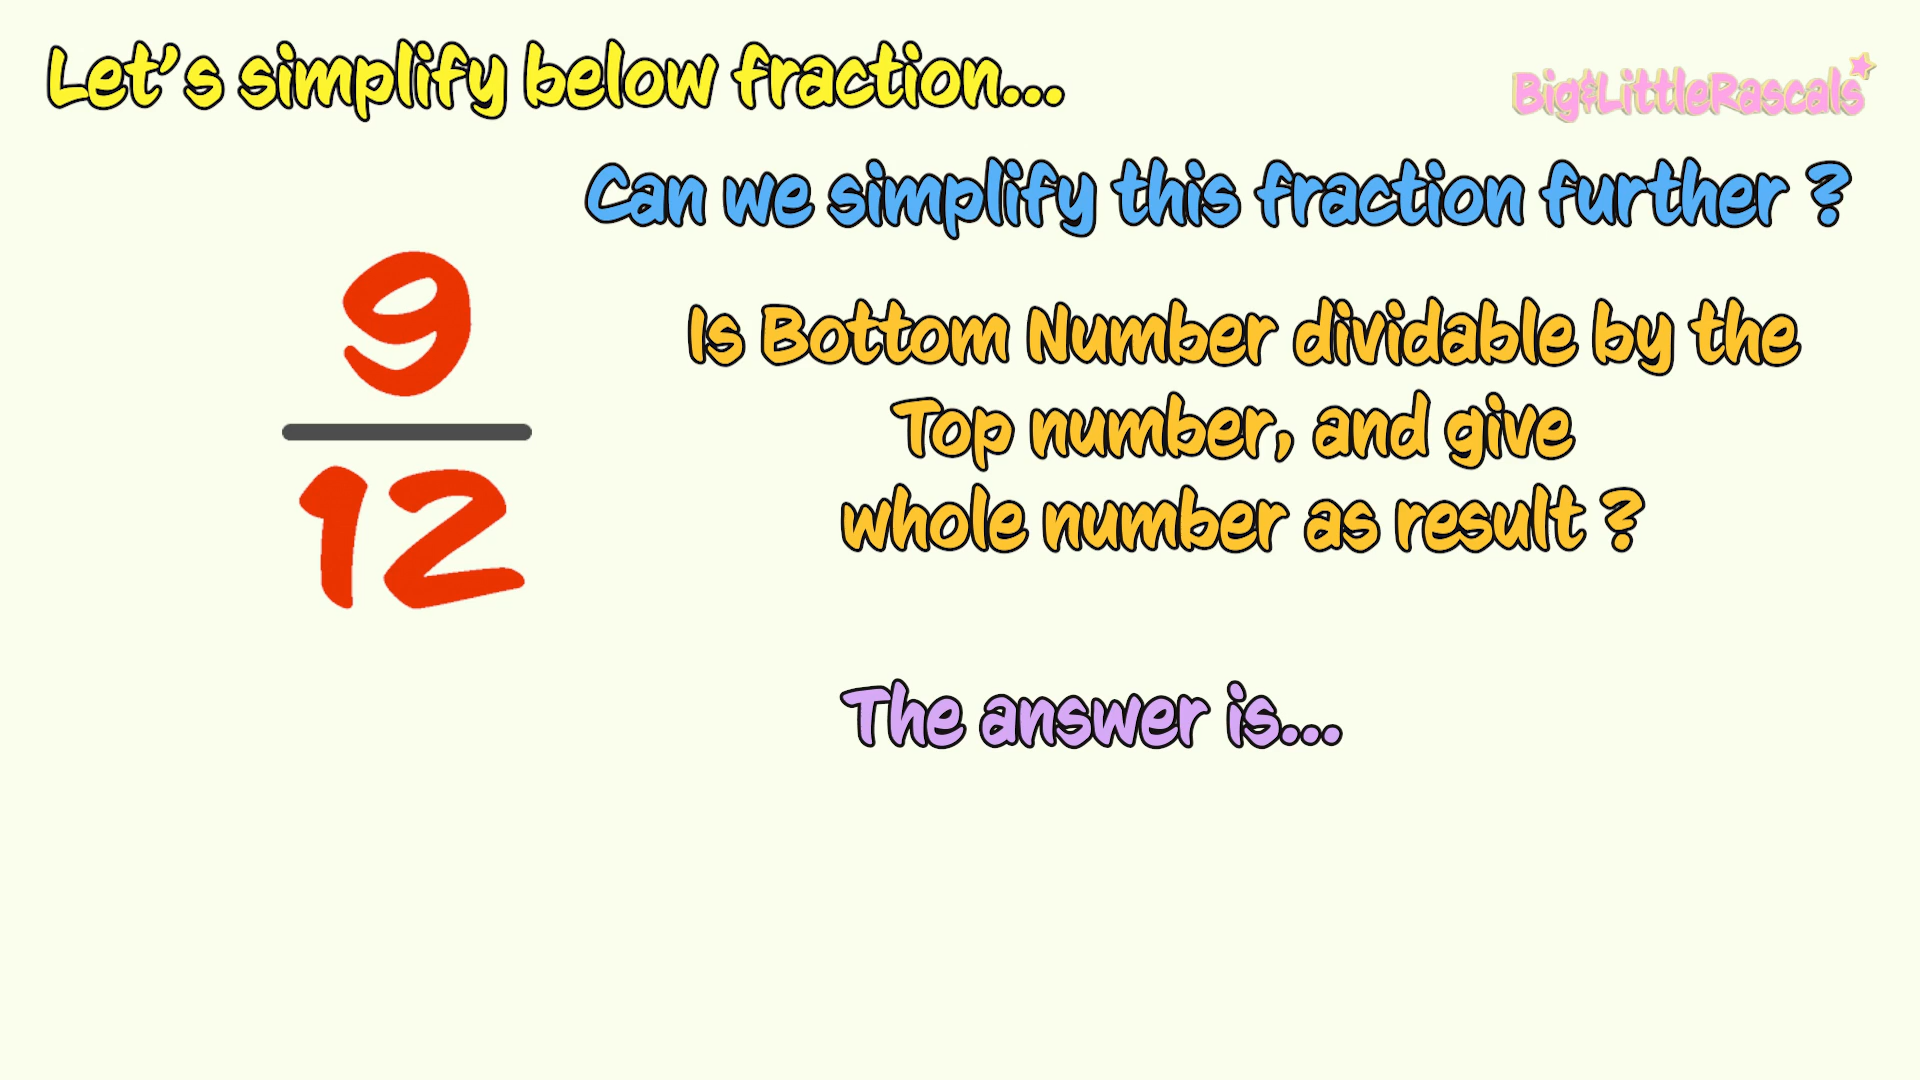 Let's simplify below fraction...
Big&LittleRascals
Can we simplify this fraction further ?
9
12
Is Bottom Number dividable by the
Top number, and give
whole number as result ?
The answer is...